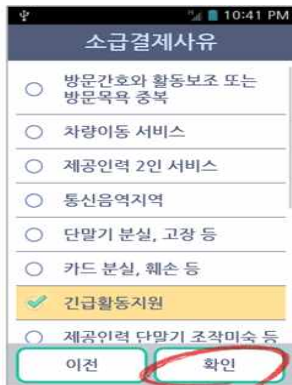 10:41 PM
소급결제사유
방문간호와 활동보조 또는
방문목욕 중복
차량이동 서비스
제공인력 2인 서비스
통신음역지역
단말기 분실, 고장 등
카드 분실, 훼손 등
긴급활동지원
제공인력 단말기 조작미숙 등
이전 확인